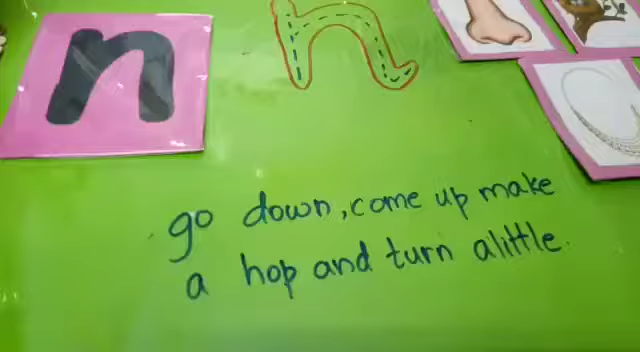 n n
go down, come up make
a hop and turn alittle.